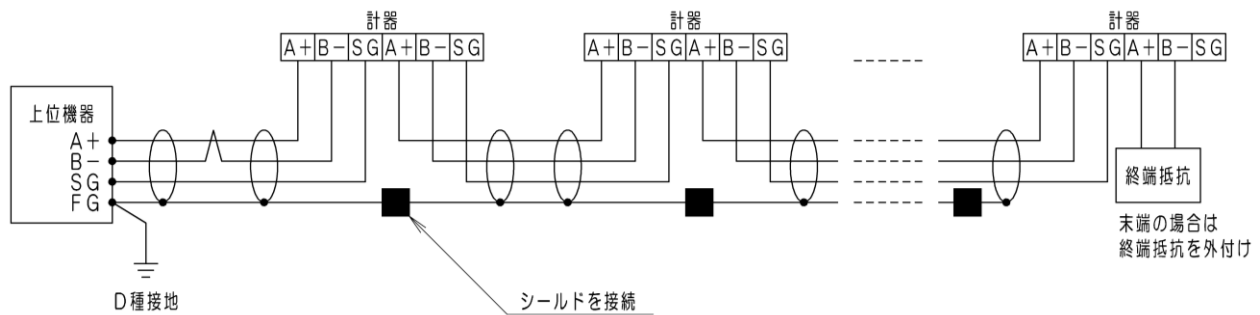 計器
A+ B- SG A+ B- SG
計器
A+ B- SG A+ B- SG
計器
A+ B- SG A+ B- SG
上位機器
A+
B-
SG
FG
D種接地
シールドを接続
終端抵抗
末端の場合は
終端抵抗を外付け